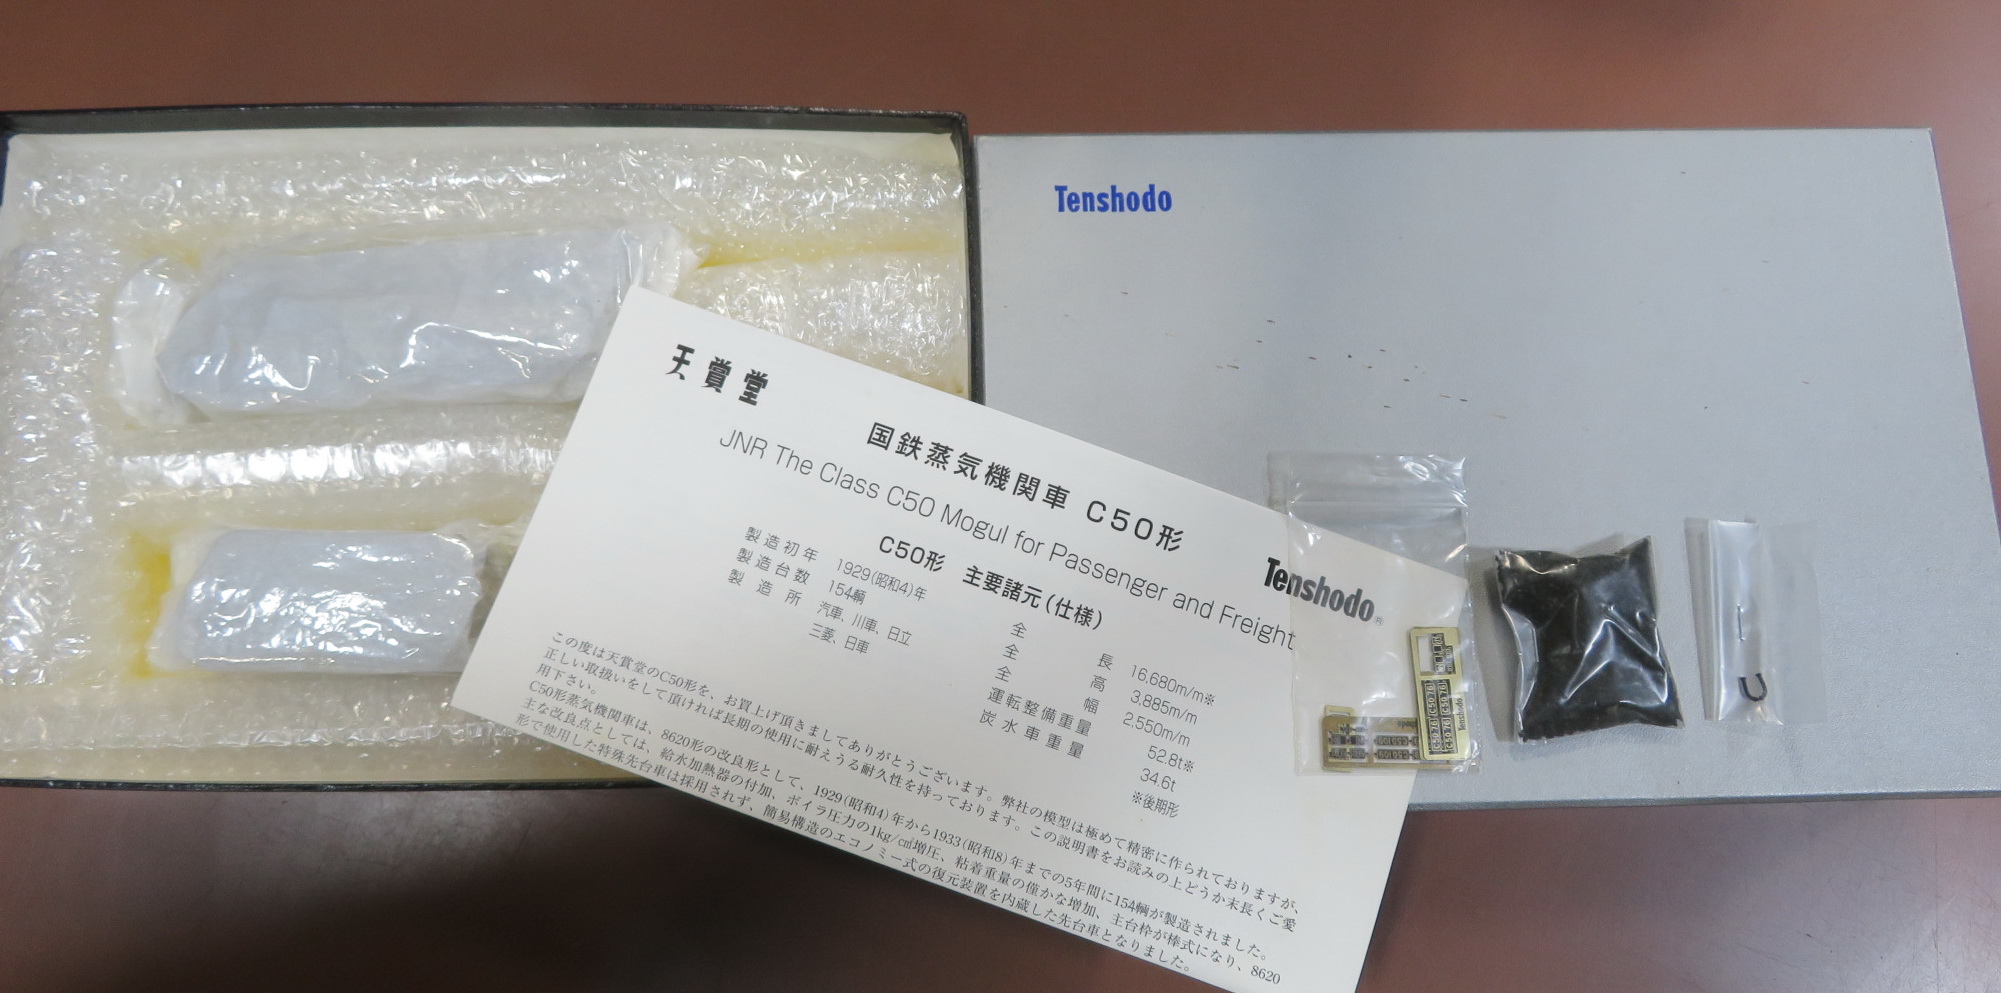 Tenshodo
天賞堂
国鉄蒸気機関車 C50形
JNR The Class C50 Mogul for Passenger and Freight
Tenshodo
C50形 主要諸元(仕様)
製造初年 1929(昭和4)年
製造台数 154輌
製造所 汽車、川車、日立
三菱、日車
全長 16,680m/m※
全高 3,885m/m
全幅 2,550m/m
運転整備重量 52.8t※
炭水車重量 34.6t
※後期形
この度は天賞堂のC50形を、お買上げ頂きましてありがとうございます。弊社の模型は極めて精密に作られておりますが、
正しい取扱いをして頂ければ長期の使用に耐えうる耐久性を持っております。この説明書をお読みの上どうか末長くご愛
用下さい。
C50形蒸気機関車は、8620形の改良形として、1929(昭和4)年から1933(昭和8)年までの5年間に154輌が製造されました。
主な改良点としては、給水加熱器の付加、ボイラ圧力の1kg/c㎡増圧、粘着重量の僅かな増加、主台枠が棒式になり、8620
形で使用した特殊先台車は採用されず、簡易構造のエコノミー式の復元装置を内蔵した先台車となりました。
C5076
C5076
C5076
C5076
Tenshodo